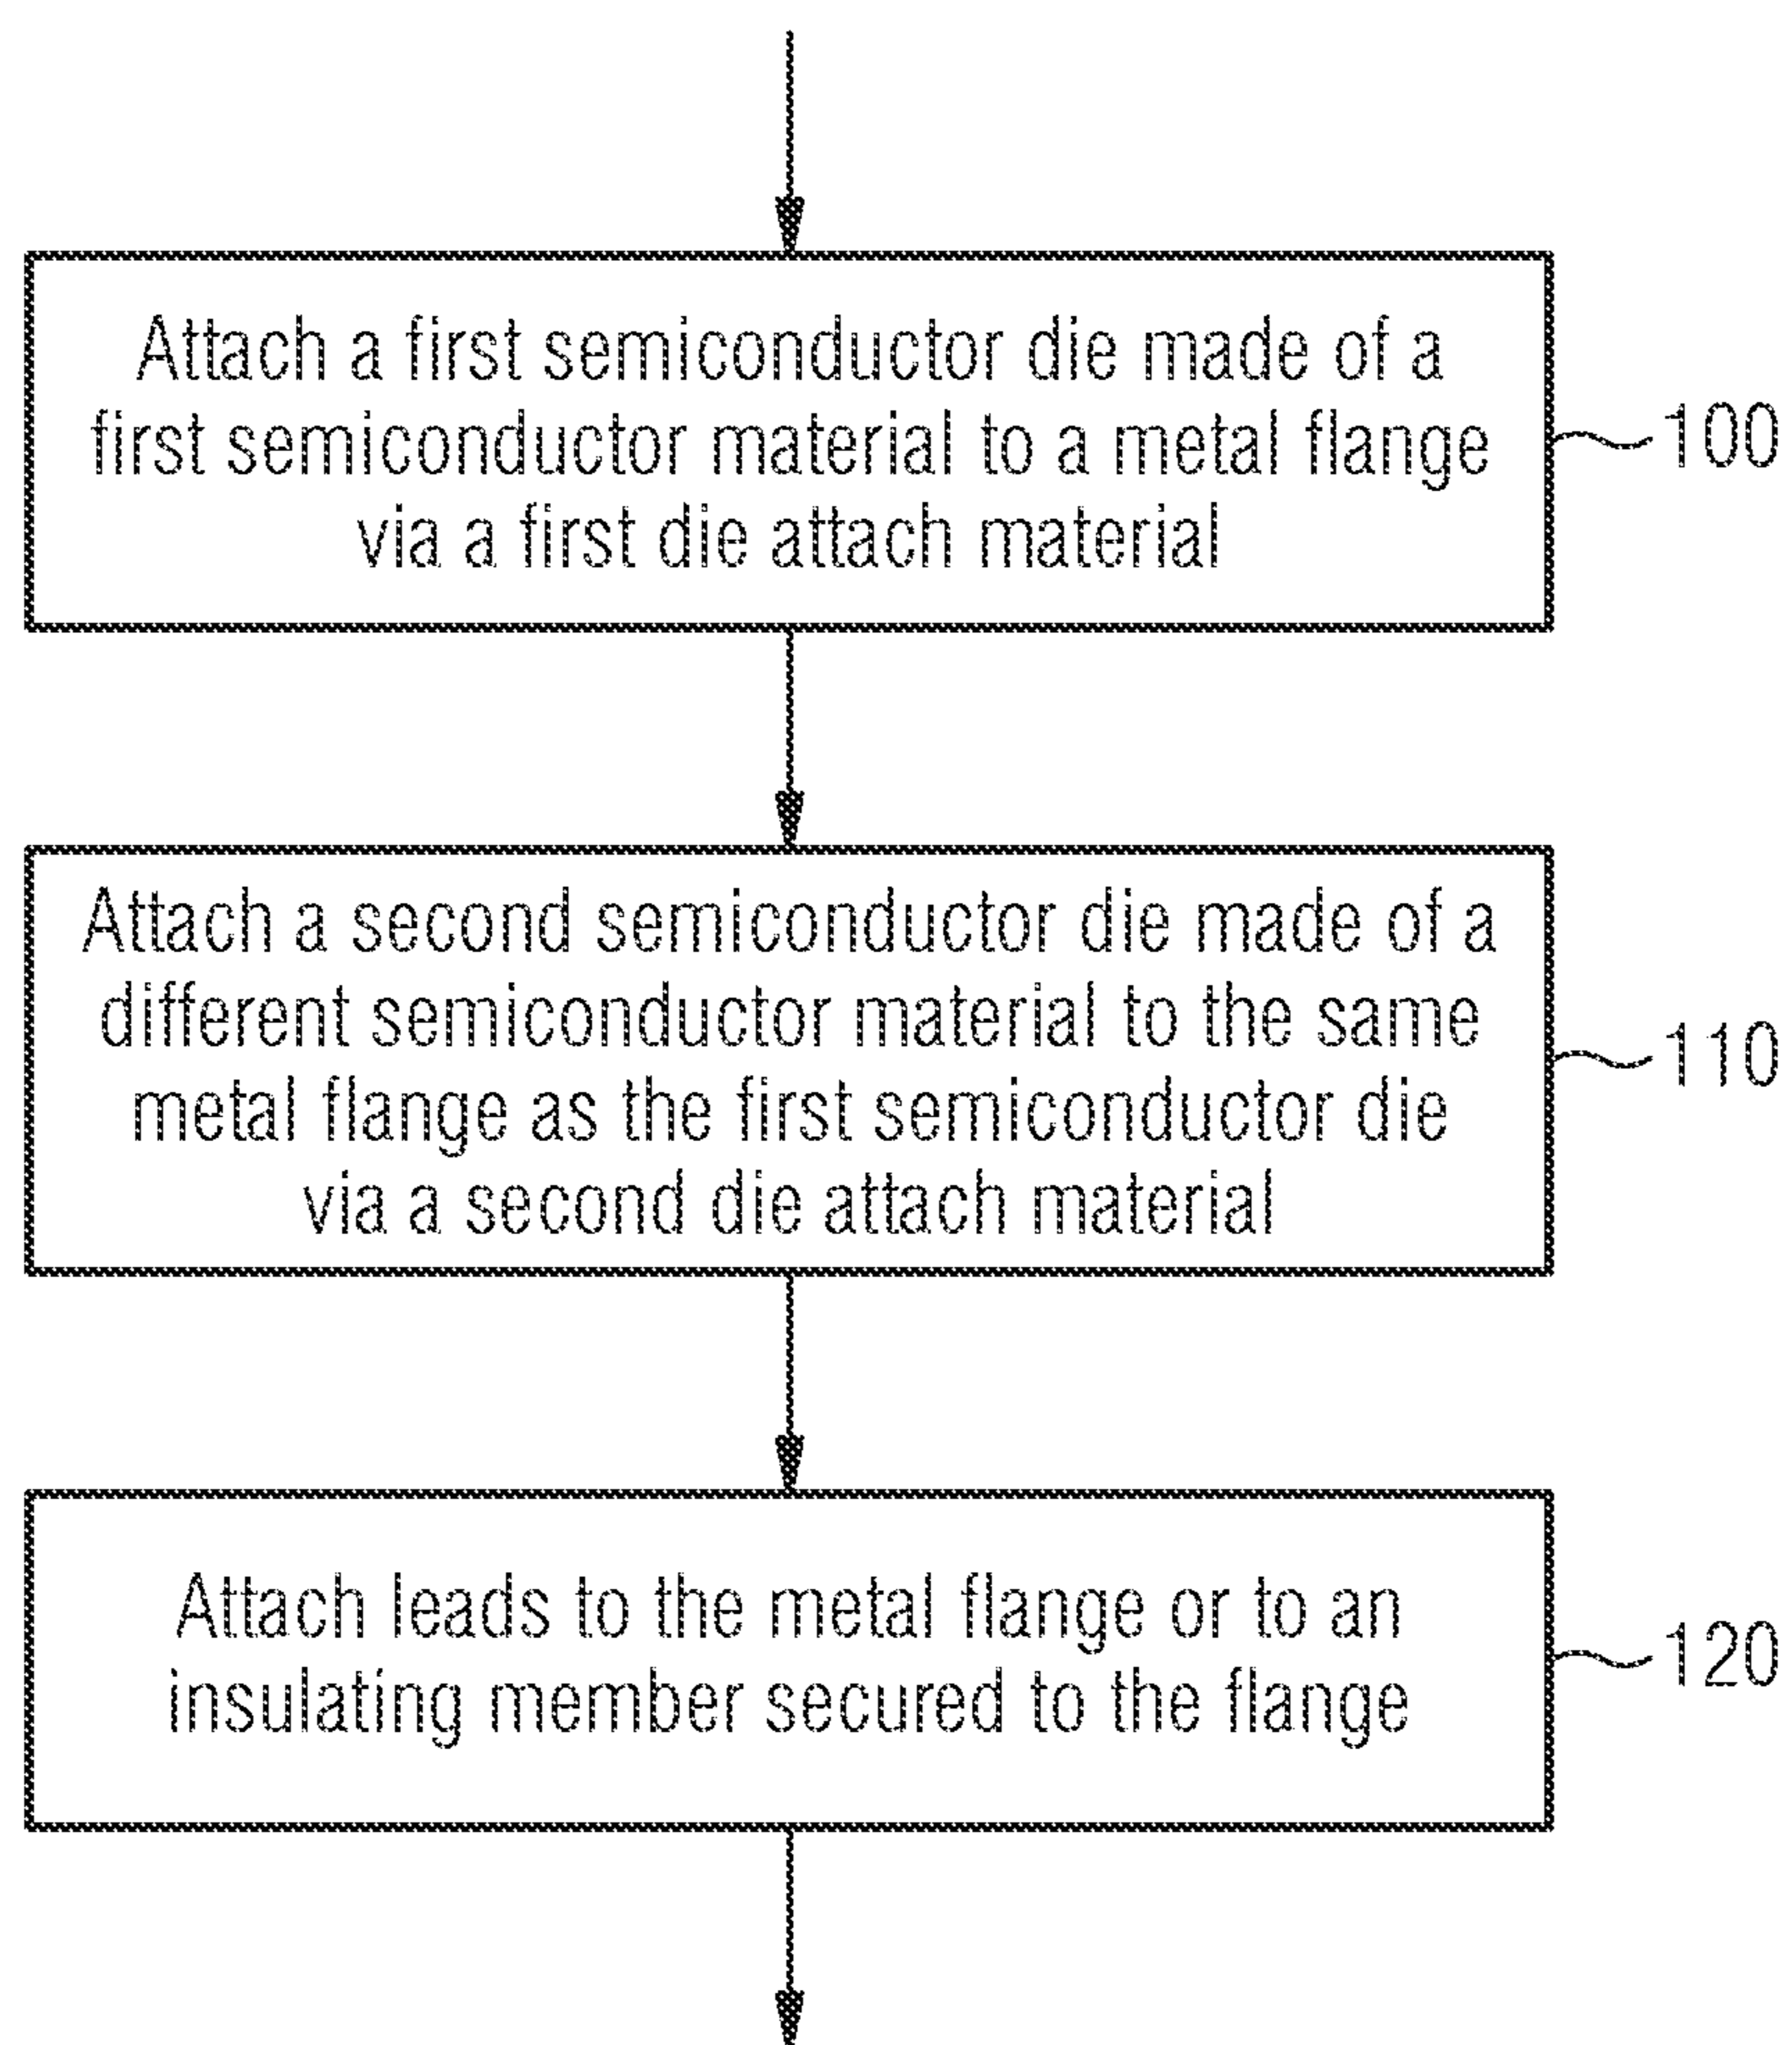 Attach a first semiconductor die made of a
first semiconductor material to a metal flange
via a first die attach material
100
Attach a second semiconductor die made of a
different semiconductor material to the same
metal flange as the first semiconductor die
via a second die attach material
110
Attach leads to the metal flange or to an
insulating member secured to the flange
120